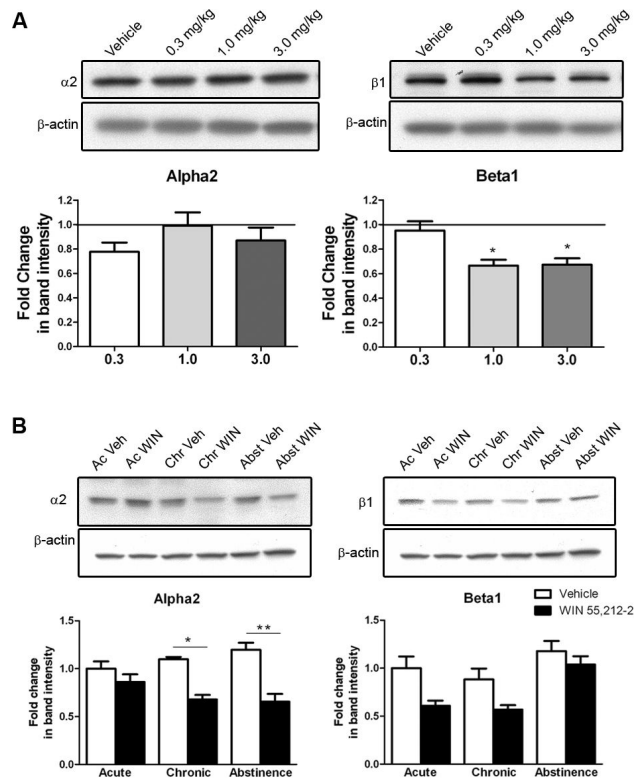 A
Vehicle 0.3 mg/kg 1.0 mg/kg 3.0 mg/kg
α2
β-actin
Vehicle 0.3 mg/kg 1.0 mg/kg 3.0 mg/kg
β1
β-actin
Alpha2
Fold Change
in band intensity
1.2
1.0
0.8
0.6
0.4
0.2
0.0
0.3 1.0 3.0
Beta1
Fold Change
in band intensity
1.2
1.0
0.8
0.6
0.4
0.2
0.0
* *
0.3 1.0 3.0
B
Ac Veh Ac WIN Chr Veh Chr WIN Abst Veh Abst WIN
α2
β-actin
Ac Veh Ac WIN Chr Veh Chr WIN Abst Veh Abst WIN
β1
β-actin
Alpha2
Fold change
in band intensity
1.5
1.0
0.5
0.0
* **
Acute Chronic Abstinence
Beta1
Vehicle
WIN 55,212-2
Fold change
in band intensity
1.5
1.0
0.5
0.0
Acute Chronic Abstinence